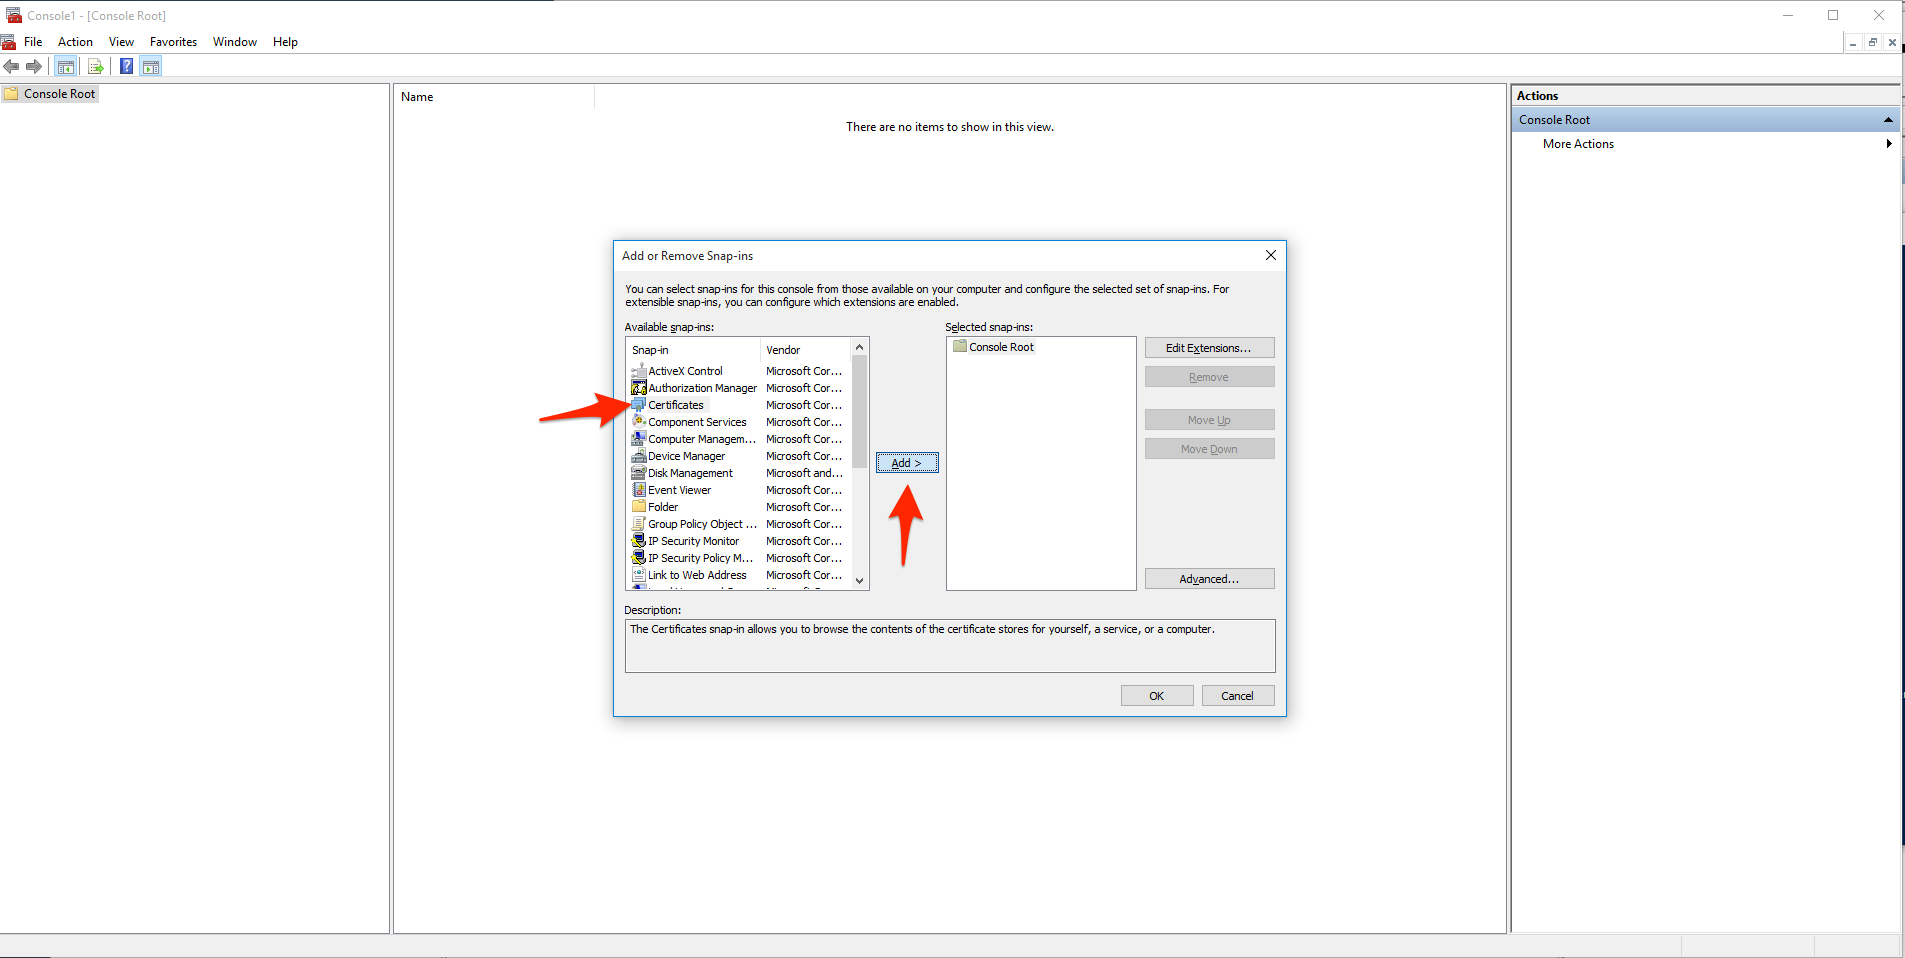 Console1 - [Console Root]
File Action View Favorites Window Help
Console Root
Name
There are no items to show in this view.
Actions
Console Root
More Actions
Add or Remove Snap-ins
You can select snap-ins for this console from those available on your computer and configure the selected set of snap-ins. For
extensible snap-ins, you can configure which extensions are enabled.
Available snap-ins:
Snap-in Vendor
ActiveX Control Microsoft Cor...
Authorization Manager Microsoft Cor...
Certificates Microsoft Cor...
Component Services Microsoft Cor...
Computer Managem... Microsoft Cor...
Device Manager Microsoft Cor...
Disk Management Microsoft and...
Event Viewer Microsoft Cor...
Folder Microsoft Cor...
Group Policy Object ... Microsoft Cor...
IP Security Monitor Microsoft Cor...
IP Security Policy M... Microsoft Cor...
Link to Web Address Microsoft Cor...
Add >
Selected snap-ins:
Console Root
Edit Extensions...
Remove
Move Up
Move Down
Advanced...
Description:
The Certificates snap-in allows you to browse the contents of the certificate stores for yourself, a service, or a computer.
OK Cancel